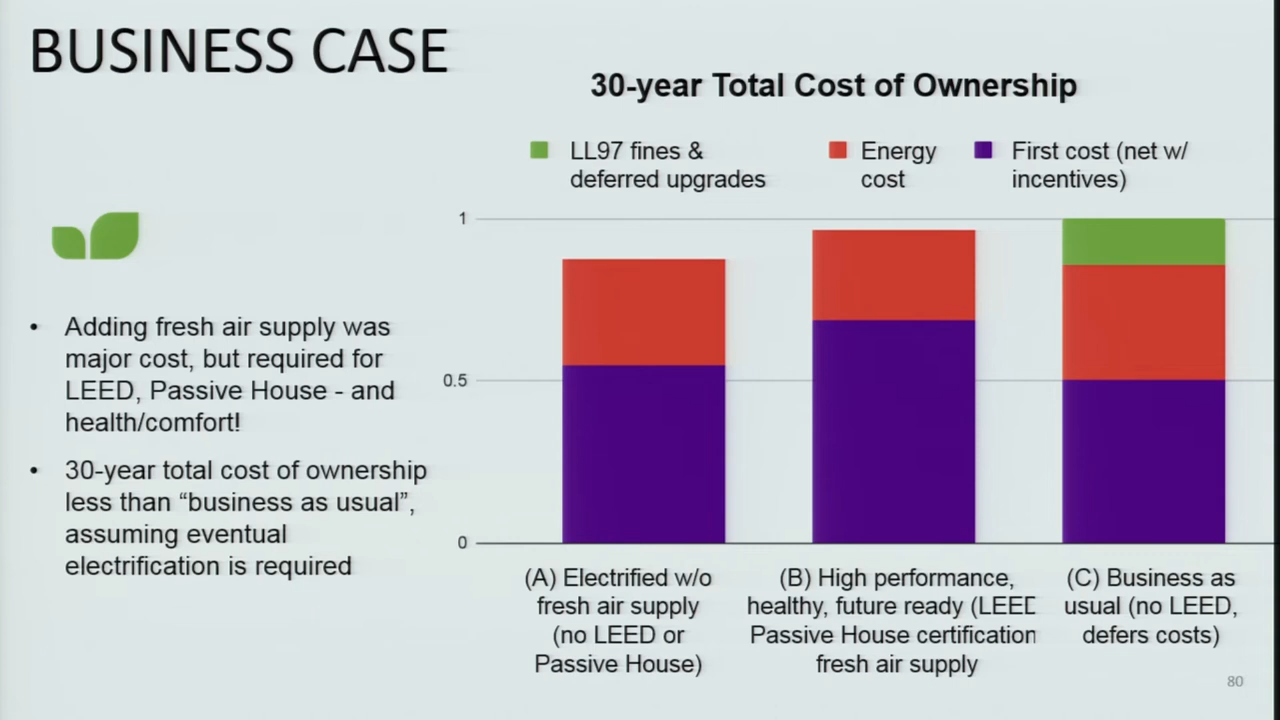 BUSINESS CASE
30-year Total Cost of Ownership
LL97 fines &
deferred upgrades
Energy
cost
First cost (net w/
incentives)
1
0.5
0
• Adding fresh air supply was
major cost, but required for
LEED, Passive House - and
health/comfort!
• 30-year total cost of ownership
less than “business as usual”,
assuming eventual
electrification is required
(A) Electrified w/o
fresh air supply
(no LEED or
Passive House)
(B) High performance,
healthy, future ready (LEED
Passive House certification
fresh air supply
(C) Business as
usual (no LEED,
defers costs)
80